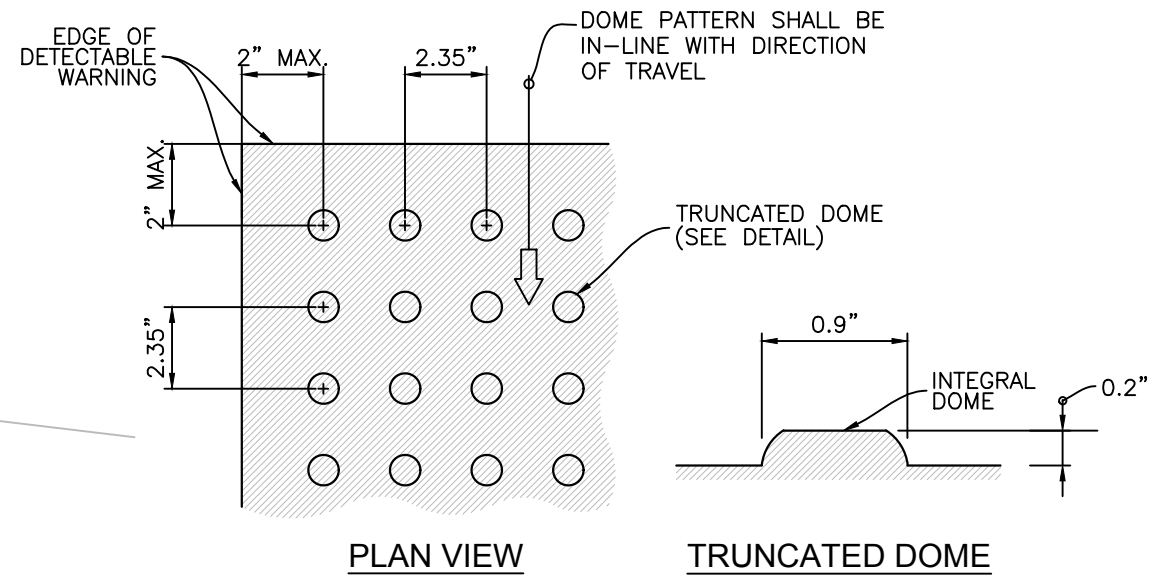 EDGE OF
DETECTABLE
WARNING
2” MAX.
2.35”
DOME PATTERN SHALL BE
IN-LINE WITH DIRECTION
OF TRAVEL
2” MAX.
TRUNCATED DOME
(SEE DETAIL)
2.35”
0.9”
INTEGRAL
DOME
0.2”
PLAN VIEW
TRUNCATED DOME